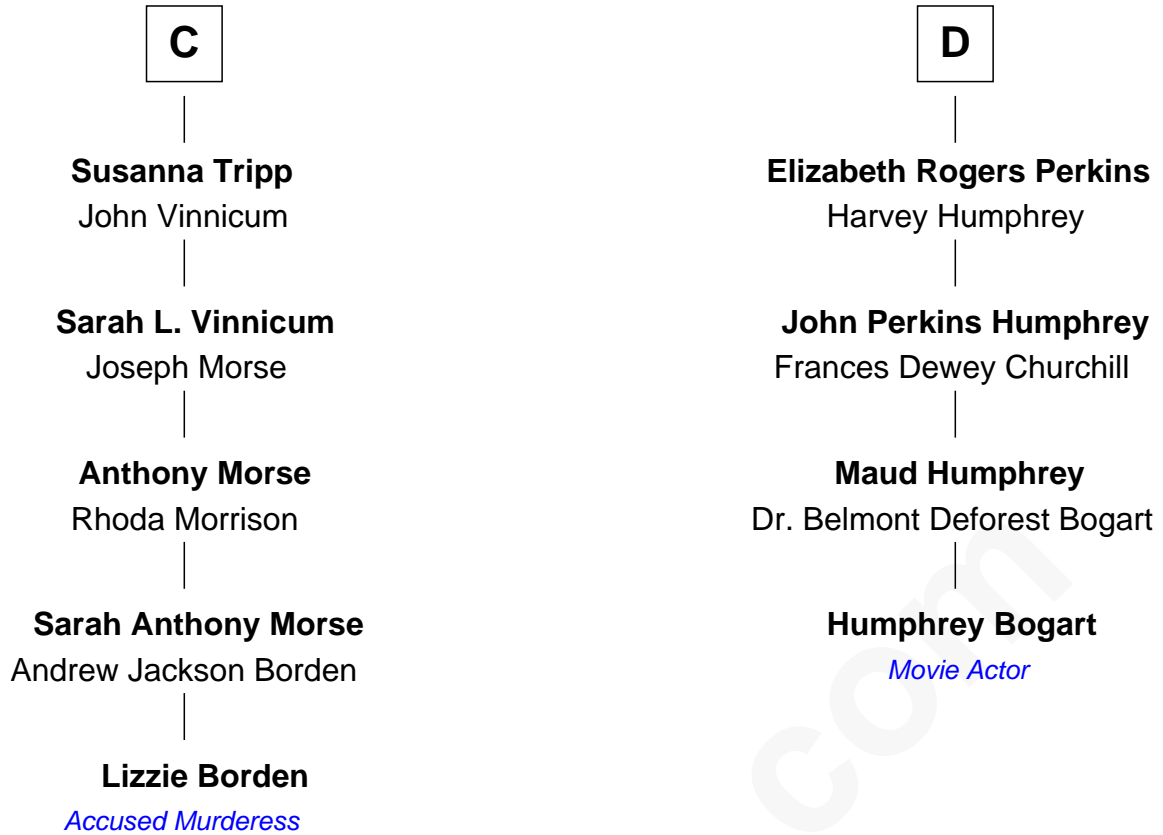 C
Susanna Tripp
John Vinnicum
Sarah L. Vinnicum
Joseph Morse
Anthony Morse
Rhoda Morrison
Sarah Anthony Morse
Andrew Jackson Borden
Lizzie Borden
Accused Murderess
D
Elizabeth Rogers Perkins
Harvey Humphrey
John Perkins Humphrey
Frances Dewey Churchill
Maud Humphrey
Dr. Belmont Deforest Bogart
Humphrey Bogart
Movie Actor
com